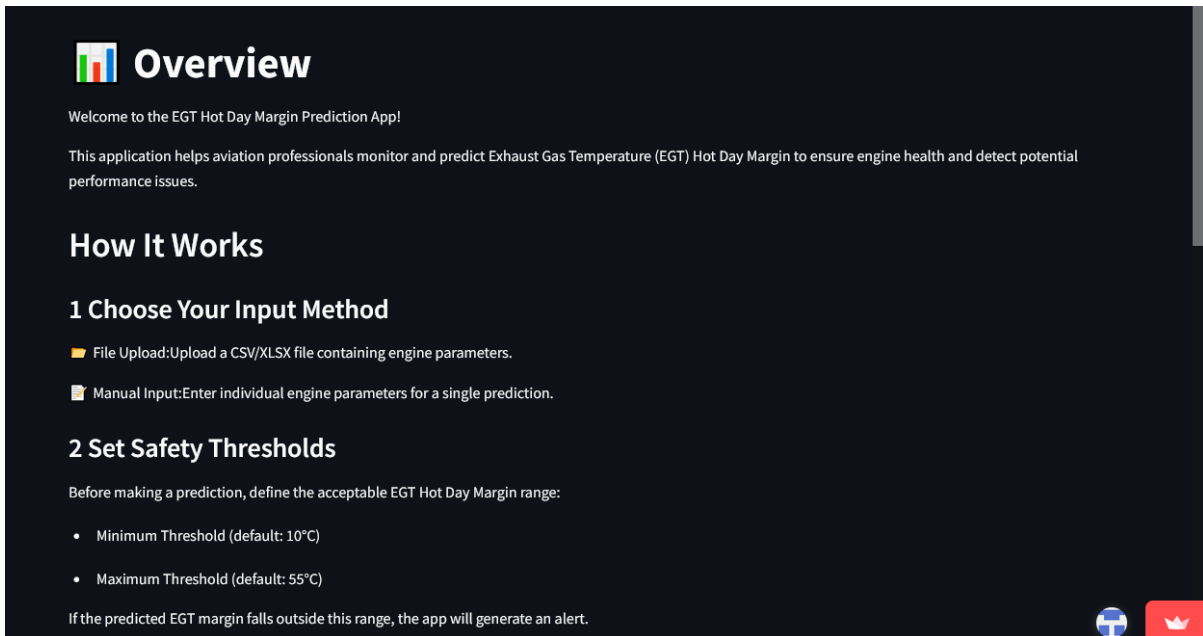 Overview
Welcome to the EGT Hot Day Margin Prediction App!
This application helps aviation professionals monitor and predict Exhaust Gas Temperature (EGT) Hot Day Margin to ensure engine health and detect potential
performance issues.
How It Works
1 Choose Your Input Method
File Upload:Upload a CSV/XLSX file containing engine parameters.
Manual Input:Enter individual engine parameters for a single prediction.
2 Set Safety Thresholds
Before making a prediction, define the acceptable EGT Hot Day Margin range:
• Minimum Threshold (default: 10°C)
• Maximum Threshold (default: 55°C)
If the predicted EGT margin falls outside this range, the app will generate an alert.